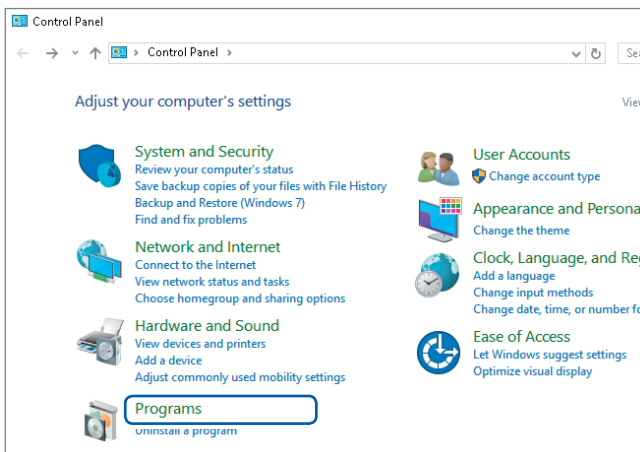 Control Panel
Control Panel
Sea
Adjust your computer's settings
View
System and Security
Review your computer's status
Save backup copies of your files with File History
Backup and Restore (Windows 7)
Find and fix problems
Network and Internet
Connect to the Internet
View network status and tasks
Choose homegroup and sharing options
Hardware and Sound
View devices and printers
Add a device
Adjust commonly used mobility settings
Programs
Uninstall a program
User Accounts
Change account type
Appearance and Persona
Change the theme
Clock, Language, and Reg
Add a language
Change input methods
Change date, time, or number fo
Ease of Access
Let Windows suggest settings
Optimize visual display